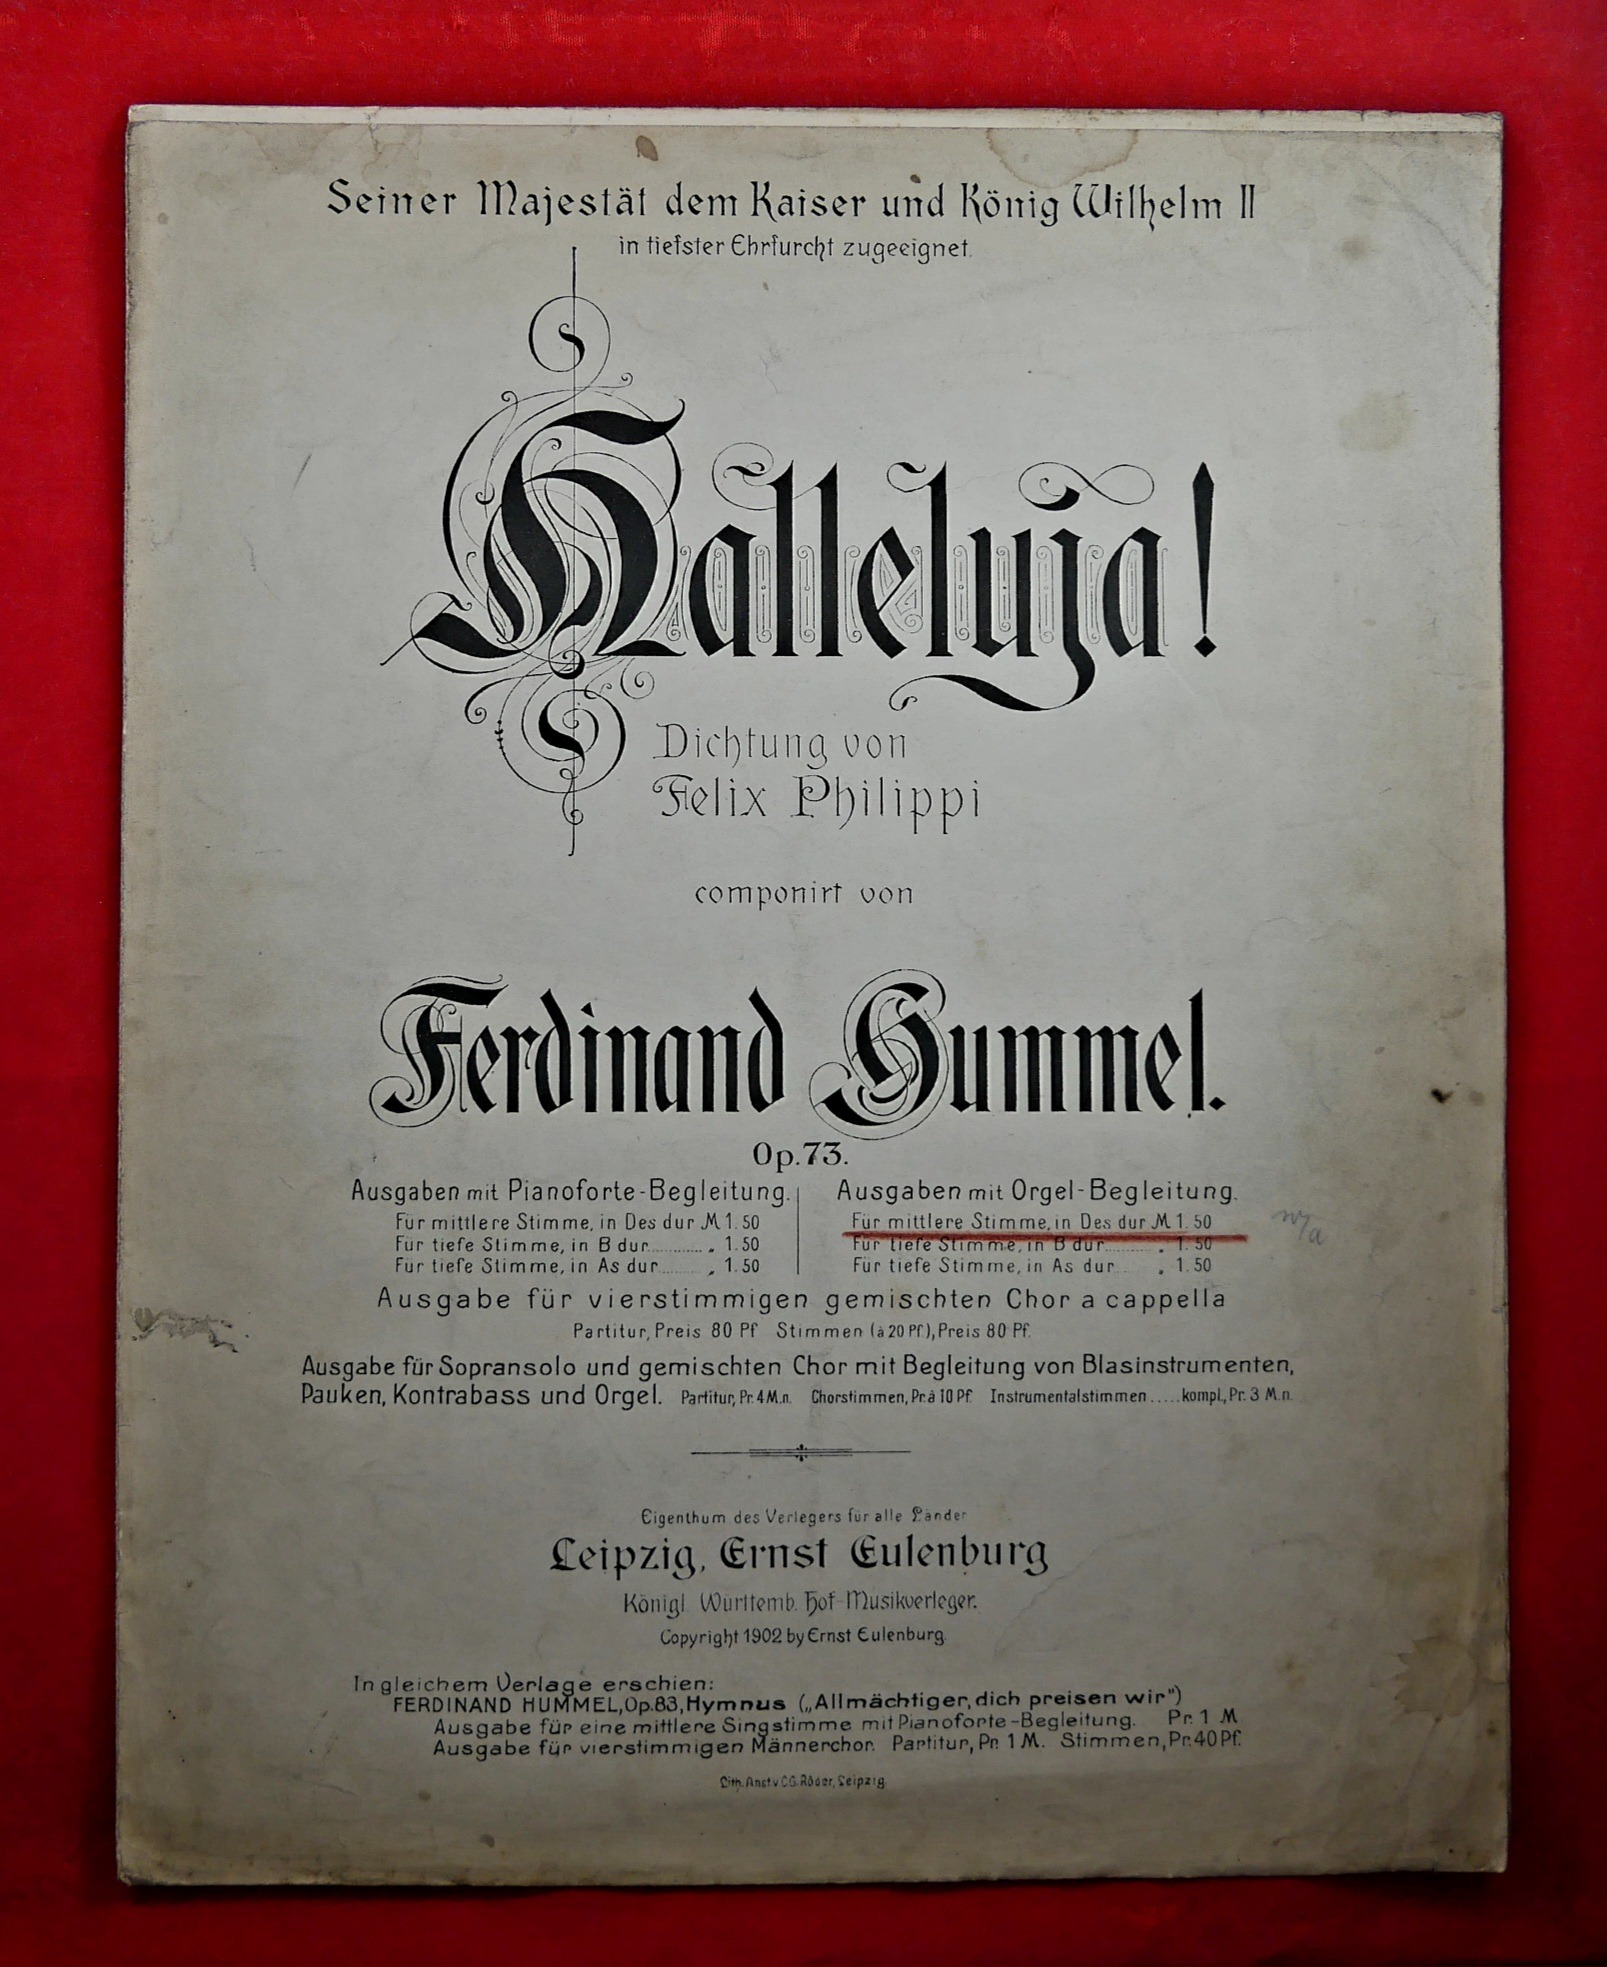 Seiner Majestät dem Kaiser und König Wilhelm II
in tiefster Ehrfurcht zugeeignet.
Halleluja!
Dichtung von
Felix Philippi
componirt von
Ferdinand Hummel.
Op. 73.
Ausgaben mit Pianoforte-Begleitung.
Für mittlere Stimme, in Des dur M 1. 50
Für tiefe Stimme, in B dur............ „ 1. 50
Für tiefe Stimme, in As dur......... „ 1. 50
Ausgaben mit Orgel-Begleitung.
Für mittlere Stimme, in Des dur M 1. 50
Für tiefe Stimme, in B dur.......... „ 1. 50
Für tiefe Stimme, in As dur... „ 1. 50
Ausgabe für vierstimmigen gemischten Chor a cappella
Partitur, Preis 80 Pf Stimmen (à 20 Pf.), Preis 80 Pf.
Ausgabe für Sopransolo und gemischten Chor mit Begleitung von Blasinstrumenten,
Pauken, Kontrabass und Orgel. Partitur, Pr. 4 M. n. Chorstimmen, Pr. à 10 Pf. Instrumentalstimmen ..... kompl., Pr. 3 M. n.
Eigenthum des Verlegers für alle Länder
Leipzig, Ernst Eulenburg
Königl. Württemb. Hof-Musikverleger.
Copyright 1902 by Ernst Eulenburg.
In gleichem Verlage erschien:
FERDINAND HUMMEL, Op. 83, Hymnus („Allmächtiger, dich preisen wir")
Ausgabe für eine mittlere Singstimme mit Pianoforte-Begleitung. Pr. 1 M.
Ausgabe für vierstimmigen Männerchor. Partitur, Pr. 1 M. Stimmen, Pr. 40 Pf.
Lith. Anst. v. C.G. Röder, Leipzig.